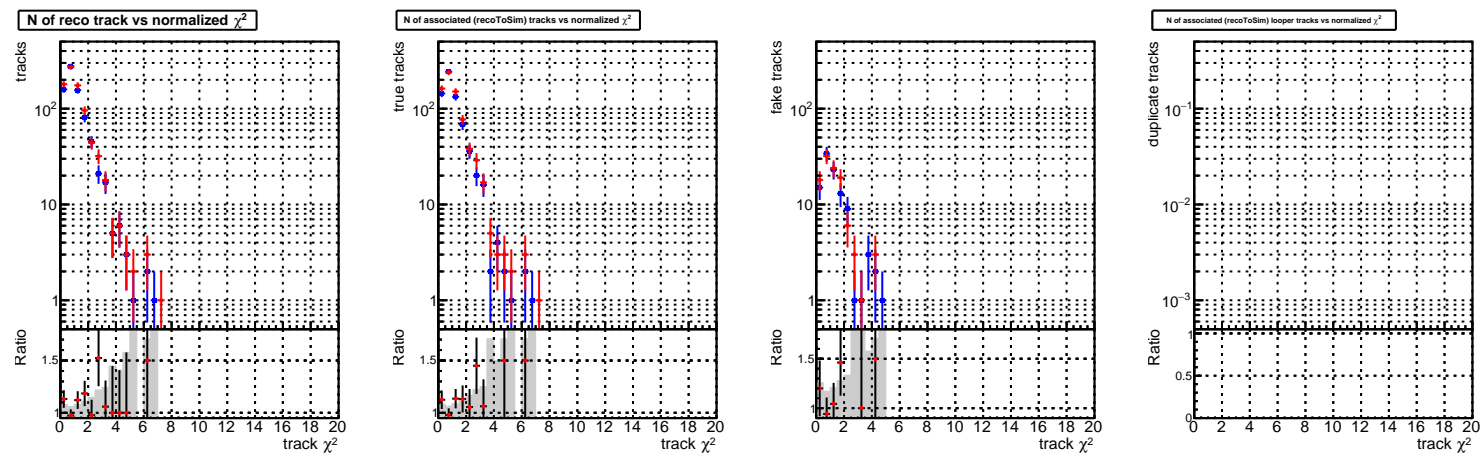 N of reco track vs normalized χ²
tracks
10²
10
1
Ratio
1.5
1
0 2 4 6 8 10 12 14 16 18 20
track χ²
N of associated (recoToSim) tracks vs normalized χ²
true tracks
10²
10
1
Ratio
1.5
1
0 2 4 6 8 10 12 14 16 18 20
track χ²
fake tracks
10²
10
1
Ratio
1.5
1
0 2 4 6 8 10 12 14 16 18 20
track χ²
N of associated (recoToSim) looper tracks vs normalized χ²
duplicate tracks
10⁻¹
10⁻²
10⁻³
Ratio
1
0.5
0
0 2 4 6 8 10 12 14 16 18 20
track χ²